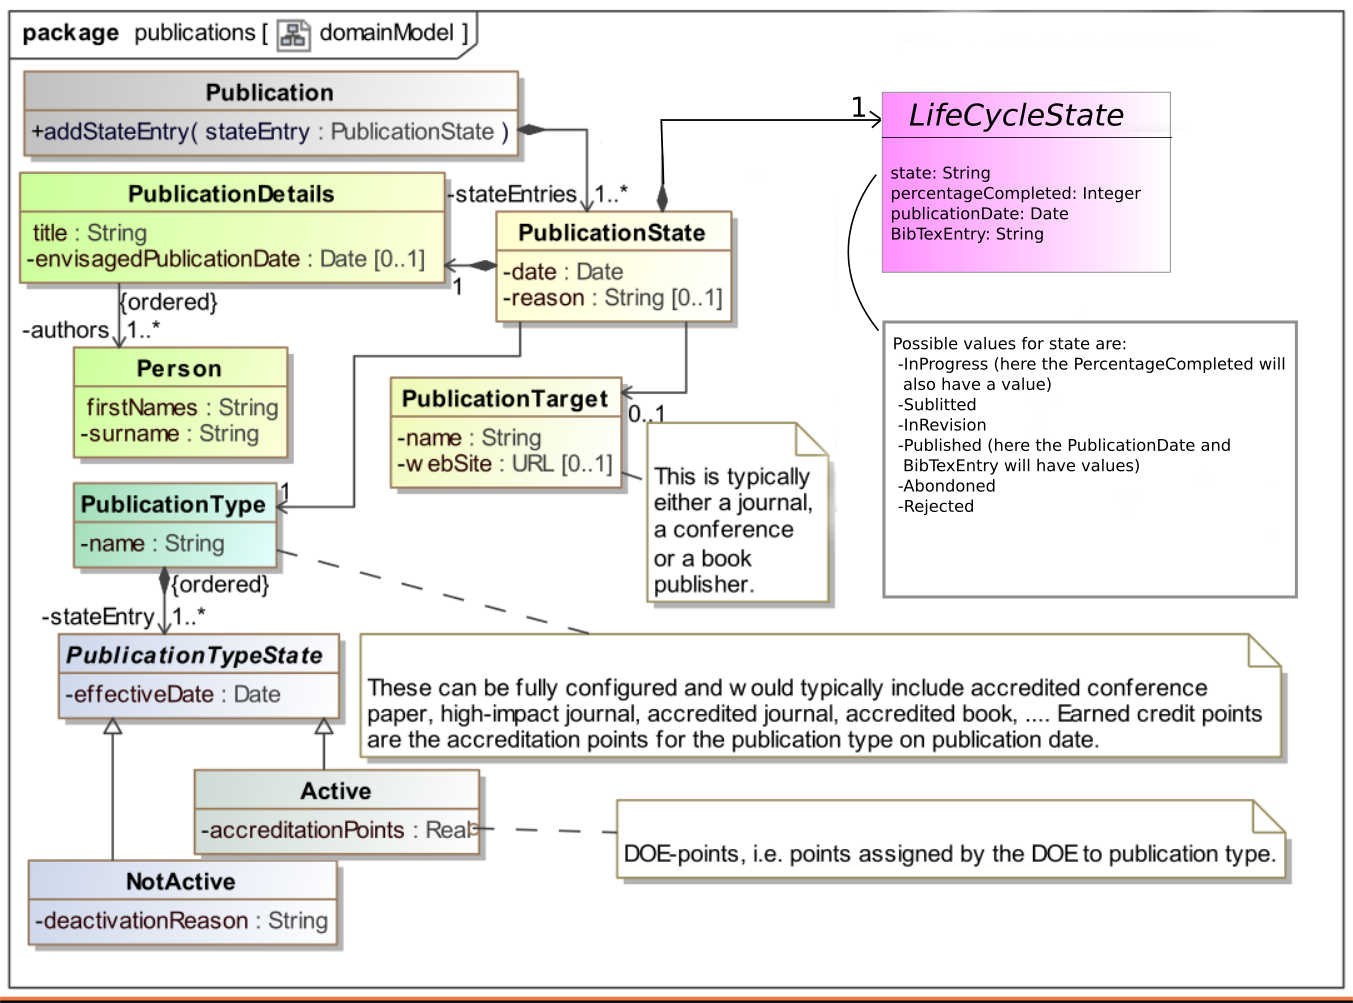 package publications [ domainModel ]
Publication
+addStateEntry( stateEntry : PublicationState )
PublicationDetails
title : String
-envisagedPublicationDate : Date [0..1]
-stateEntries 1..*
PublicationState
-date : Date
-reason : String [0..1]
1
1
LifeCycleState
state: String
percentageCompleted: Integer
publicationDate: Date
BibTexEntry: String
{ordered}
-authors 1..*
Person
firstNames : String
-surname : String
PublicationTarget
-name : String
-webSite : URL [0..1]
0..1
This is typically
either a journal,
a conference
or a book
publisher.
Possible values for state are:
-InProgress (here the PercentageCompleted will
also have a value)
-Sublitted
-InRevision
-Published (here the PublicationDate and
BibTexEntry will have values)
-Abondoned
-Rejected
PublicationType
-name : String
1
{ordered}
-stateEntry 1..*
PublicationTypeState
-effectiveDate : Date
These can be fully configured and would typically include accredited conference
paper, high-impact journal, accredited journal, accredited book, .... Earned credit points
are the accreditation points for the publication type on publication date.
Active
-accreditationPoints : Real
DOE-points, i.e. points assigned by the DOE to publication type.
NotActive
-deactivationReason : String